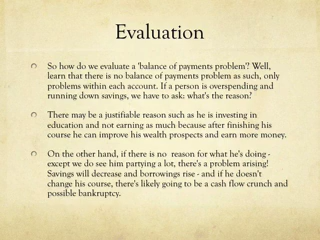 Evaluation
So how do we evaluate a 'balance of payments problem'? Well,
learn that there is no balance of payments problem as such, only
problems within each account. If a person is overspending and
running down savings, we have to ask: what's the reason?
There may be a justifiable reason such as he is investing in
education and not earning as much because after finishing his
course he can improve his wealth prospects and earn more money.
On the other hand, if there is no reason for what he's doing -
except we see him partying a lot, there's a problem arising!
Savings will decrease and borrowings rise - and if he doesn't
change his course, there's likely going to be a cash flow crunch and
possible bankruptcy.